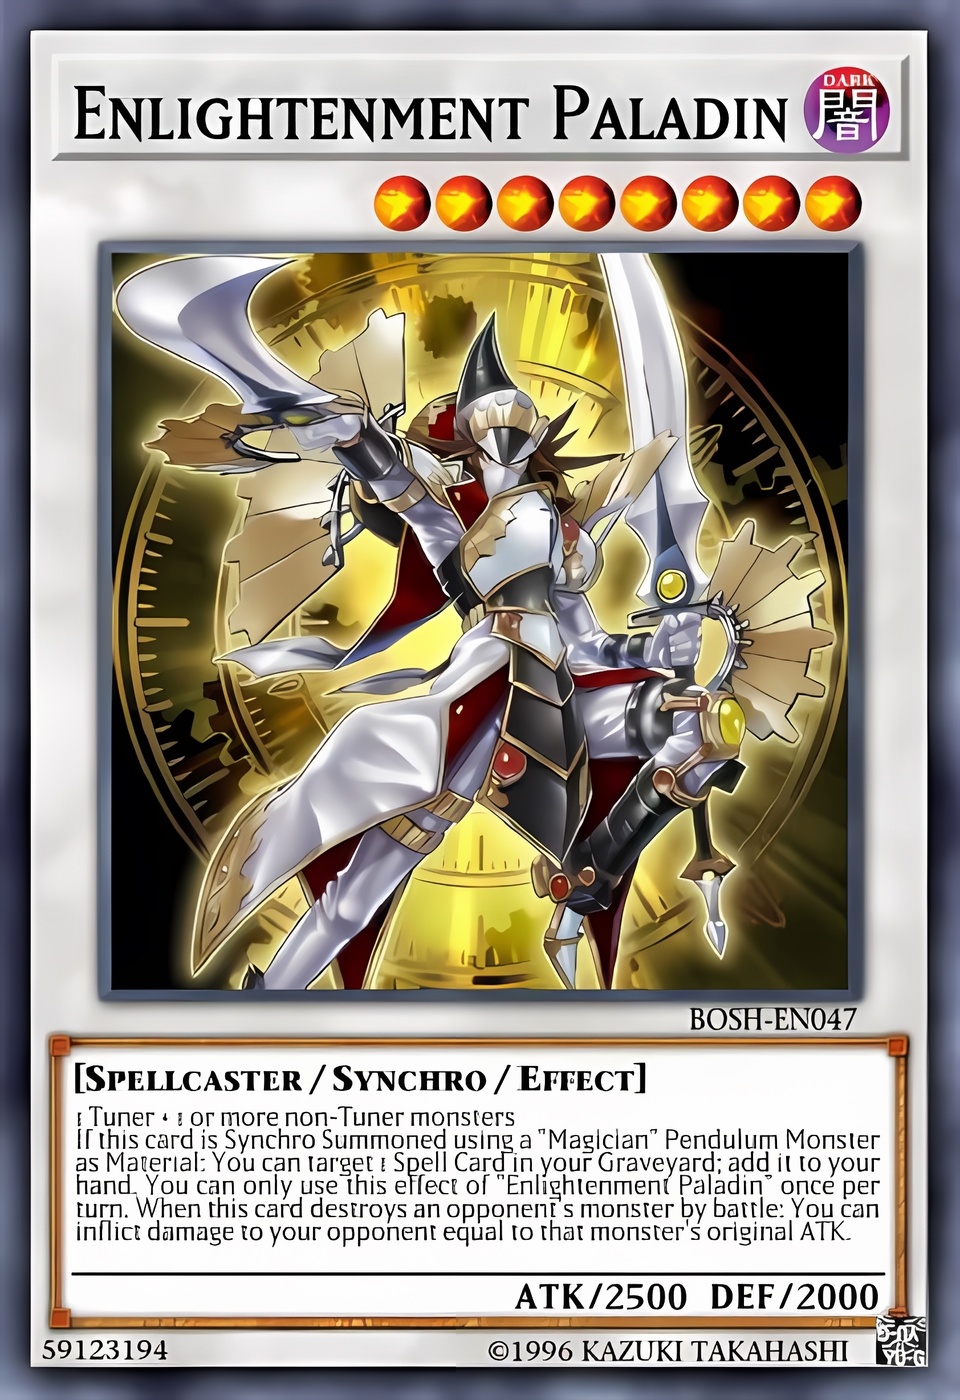 ENLIGHTENMENT PALADIN
DARK
闇
BOSH-EN047
[SPELLCASTER / SYNCHRO / EFFECT]
1 Tuner + 1 or more non-Tuner monsters
If this card is Synchro Summoned using a "Magician" Pendulum Monster
as Material: You can target 1 Spell Card in your Graveyard; add it to your
hand. You can only use this effect of "Enlightenment Paladin" once per
turn. When this card destroys an opponent's monster by battle: You can
inflict damage to your opponent equal to that monster's original ATK.
ATK/2500 DEF/2000
59123194
©1996 KAZUKI TAKAHASHI